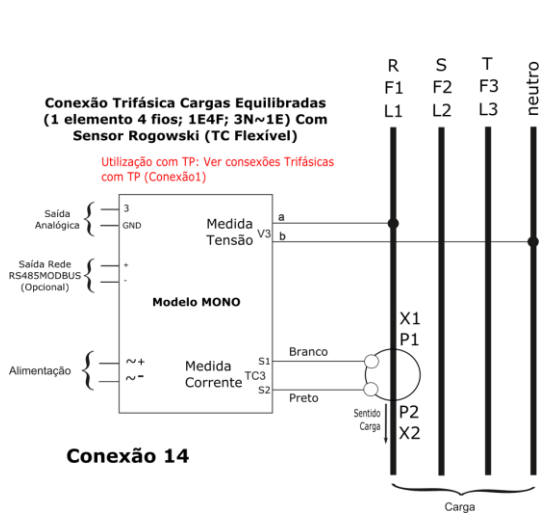 R S T neutro
F1 F2 F3
L1 L2 L3
Conexão Trifásica Cargas Equilibradas
(1 elemento 4 fios; 1E4F; 3N~1E) Com
Sensor Rogowski (TC Flexível)
Utilização com TP: Ver consexões Trifásicas
com TP (Conexão1)
Saída
Analógica
3
GND
Medida
Tensão
V3
a
b
Saída Rede
RS485MODBUS
(Opcional)
+
-
Modelo MONO
X1
P1
Alimentação
~+
~-
Medida
Corrente
TC3
S1
S2
Branco
Preto
Sentido
Carga
P2
X2
Conexão 14
Carga